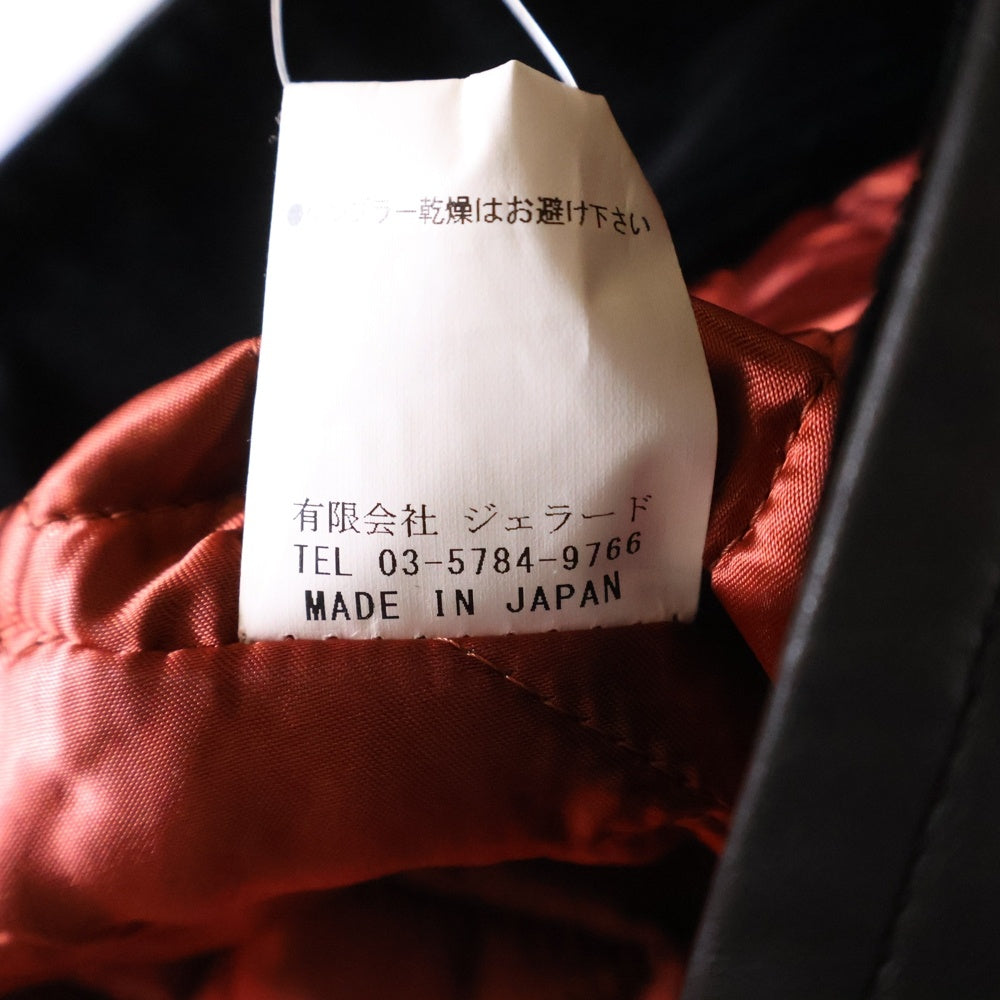 ラー乾燥はお避け下さい
有限会社 ジェラード
TEL 03-5784-9766
MADE IN JAPAN